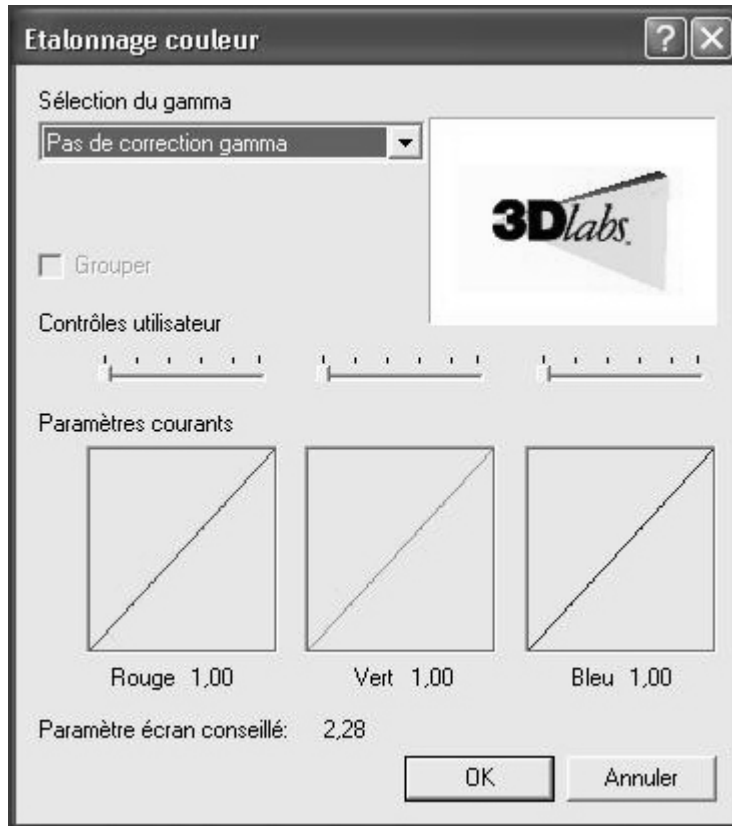 Etalonnage couleur
Sélection du gamma
Pas de correction gamma
3Dlabs.
Grouper
Contrôles utilisateur
Paramètres courants
Rouge 1,00
Vert 1,00
Bleu 1,00
Paramètre écran conseillé: 2,28
OK
Annuler